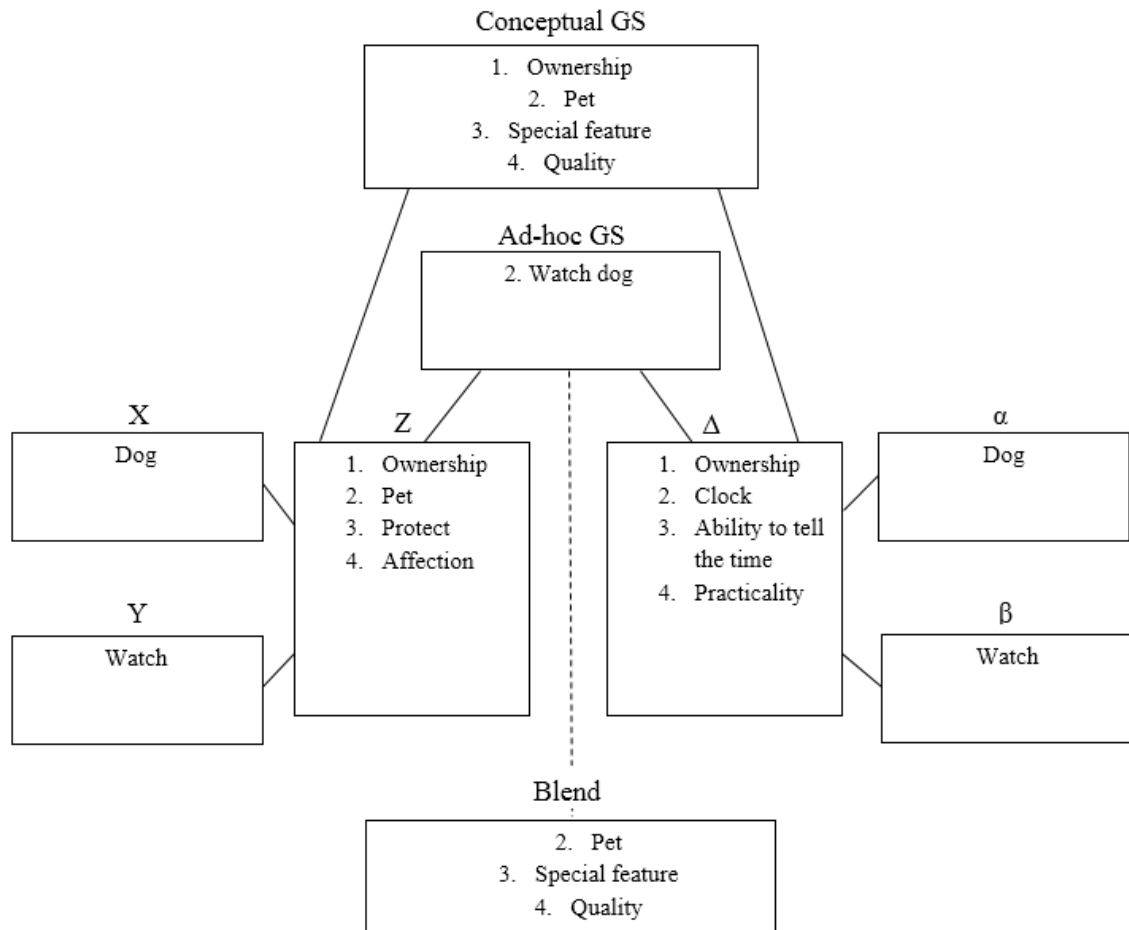 Conceptual GS
1. Ownership
2. Pet
3. Special feature
4. Quality
Ad-hoc GS
2. Watch dog
X
Dog
Y
Watch
Z
1. Ownership
2. Pet
3. Protect
4. Affection
Δ
1. Ownership
2. Clock
3. Ability to tell
the time
4. Practicality
α
Dog
β
Watch
Blend
2. Pet
3. Special feature
4. Quality